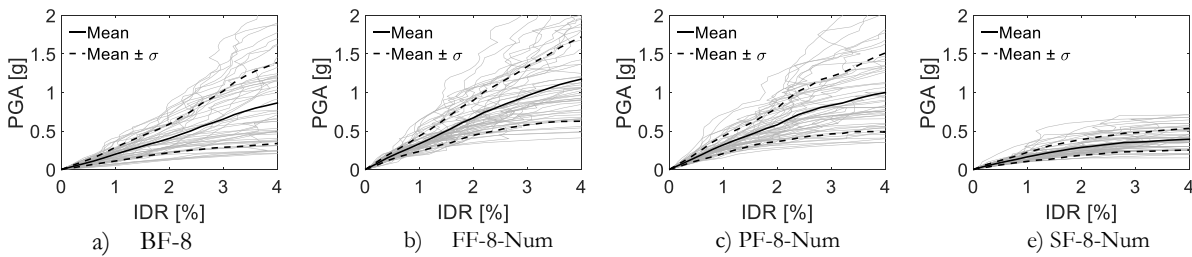 2
1.5
1
0.5
0
PGA [g]
Mean
Mean ± σ
0 1 2 3 4
IDR [%]
a) BF-8
2
1.5
1
0.5
0
PGA [g]
Mean
Mean ± σ
0 1 2 3 4
IDR [%]
b) FF-8-Num
2
1.5
1
0.5
0
PGA [g]
Mean
Mean ± σ
0 1 2 3 4
IDR [%]
c) PF-8-Num
2
1.5
1
0.5
0
PGA [g]
Mean
Mean ± σ
0 1 2 3 4
IDR [%]
e) SF-8-Num